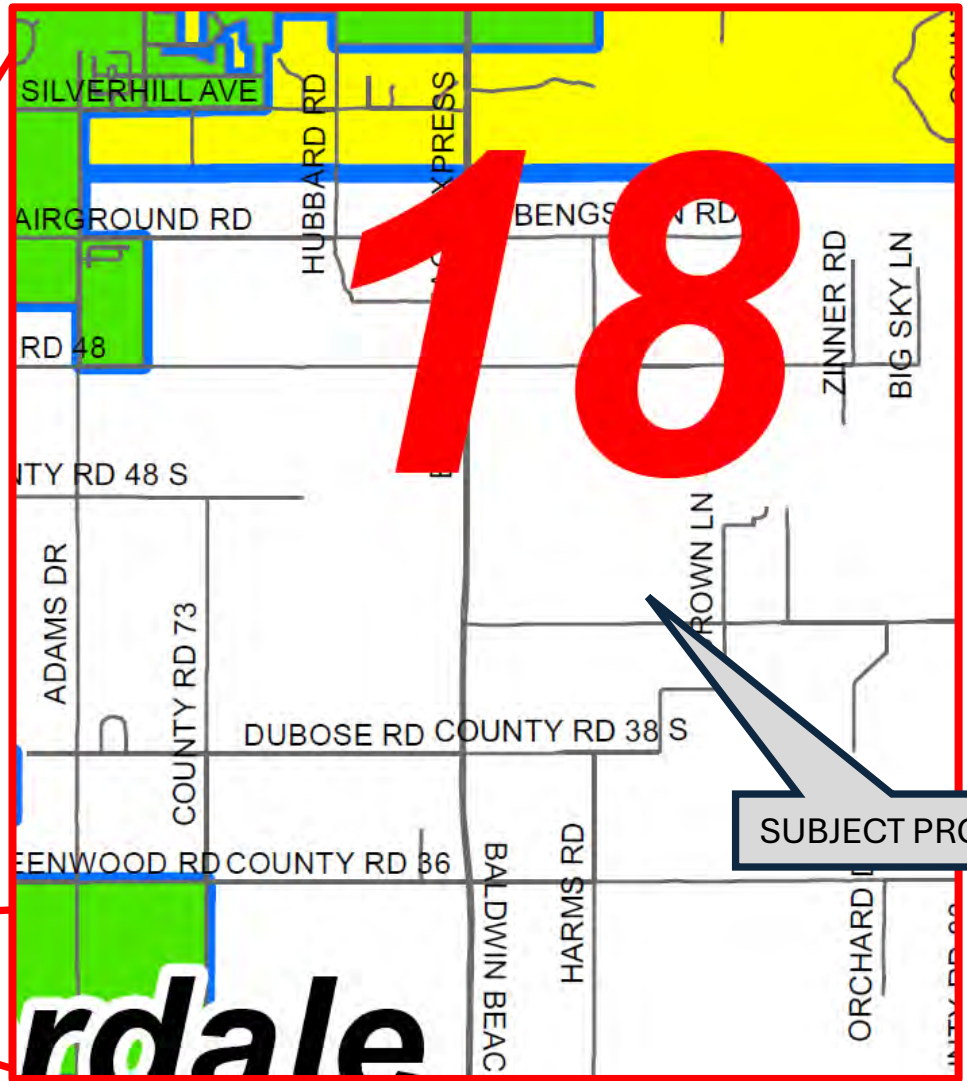 SILVERHILL AVE
HUBBARD RD
XPRESS
18
AIRGROUND RD
BENGS
N RD
RD 48
ZINNER RD
BIG SKY LN
NTY RD 48 S
ADAMS DR
COUNTY RD 73
ROWN LN
DUBOSE RD
COUNTY RD 38 S
SUBJECT PRO
EENWOOD RD
COUNTY RD 36
BALDWIN BEAC
HARMS RD
ORCHARD
rdale